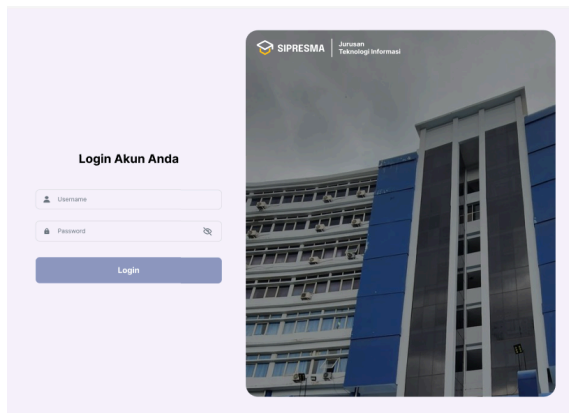 SIPRESMA
Jurusan
Teknologi Informasi
Login Akun Anda
Username
Password
Login